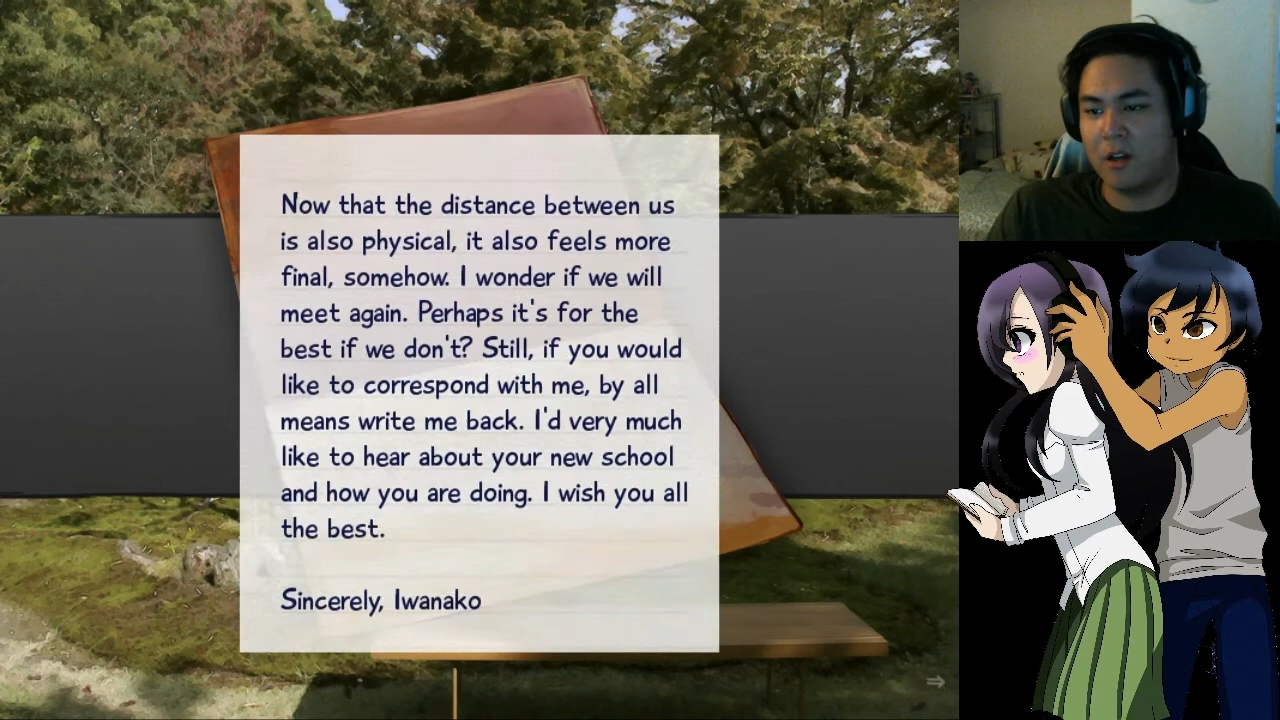 Now that the distance between us
is also physical, it also feels more
final, somehow. I wonder if we will
meet again. Perhaps it's for the
best if we don't? Still, if you would
like to correspond with me, by all
means write me back. I'd very much
like to hear about your new school
and how you are doing. I wish you all
the best.
Sincerely, Iwanako